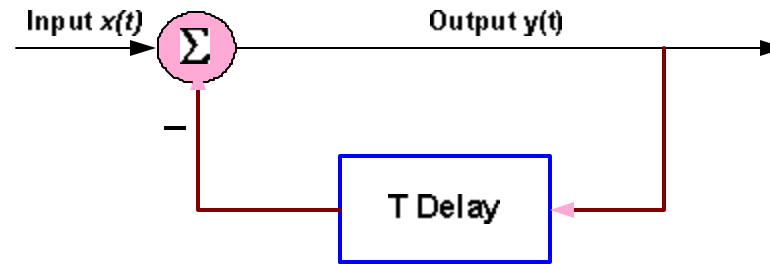 Input x(t)
Output y(t)
Σ
−
T Delay